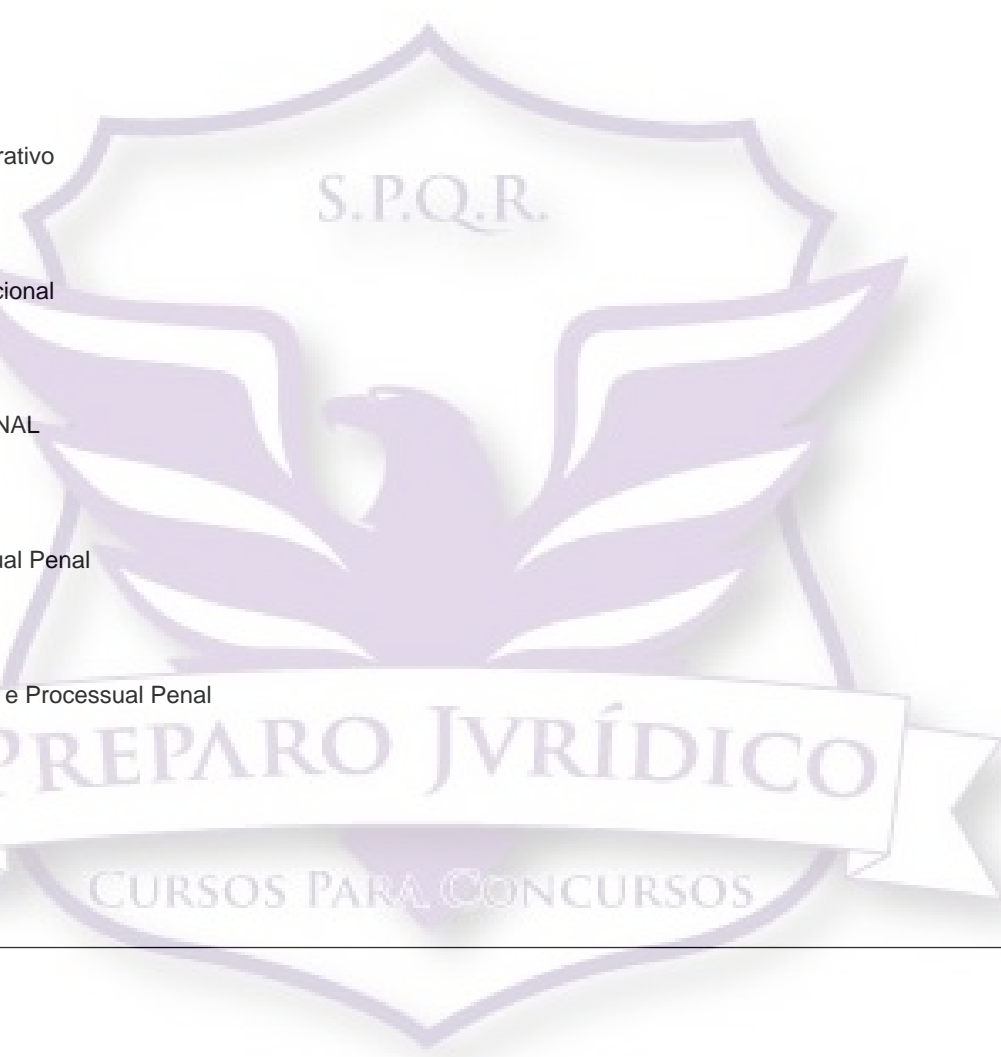 rativo
S.P.Q.R.
cional
NAL
ual Penal
e Processual Penal
PREPARO JVRÍDICO
CURSOS PARA CONCURSOS